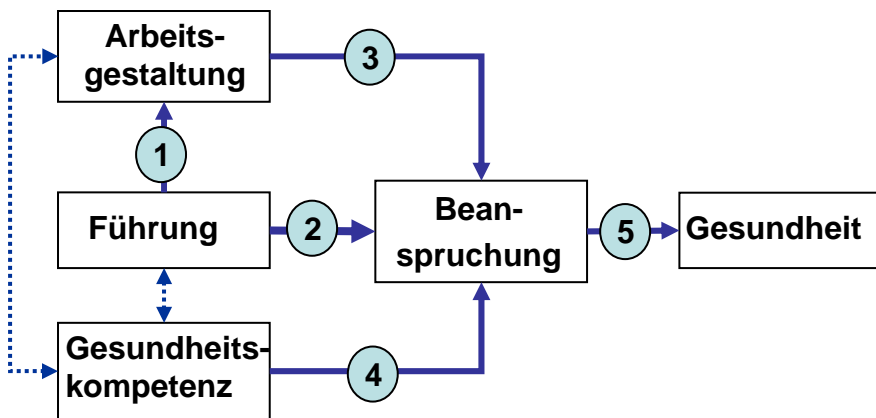 Arbeits-
gestaltung
3
1
Führung
2
Bean-
spruchung
5
Gesundheit
Gesundheits-
kompetenz
4